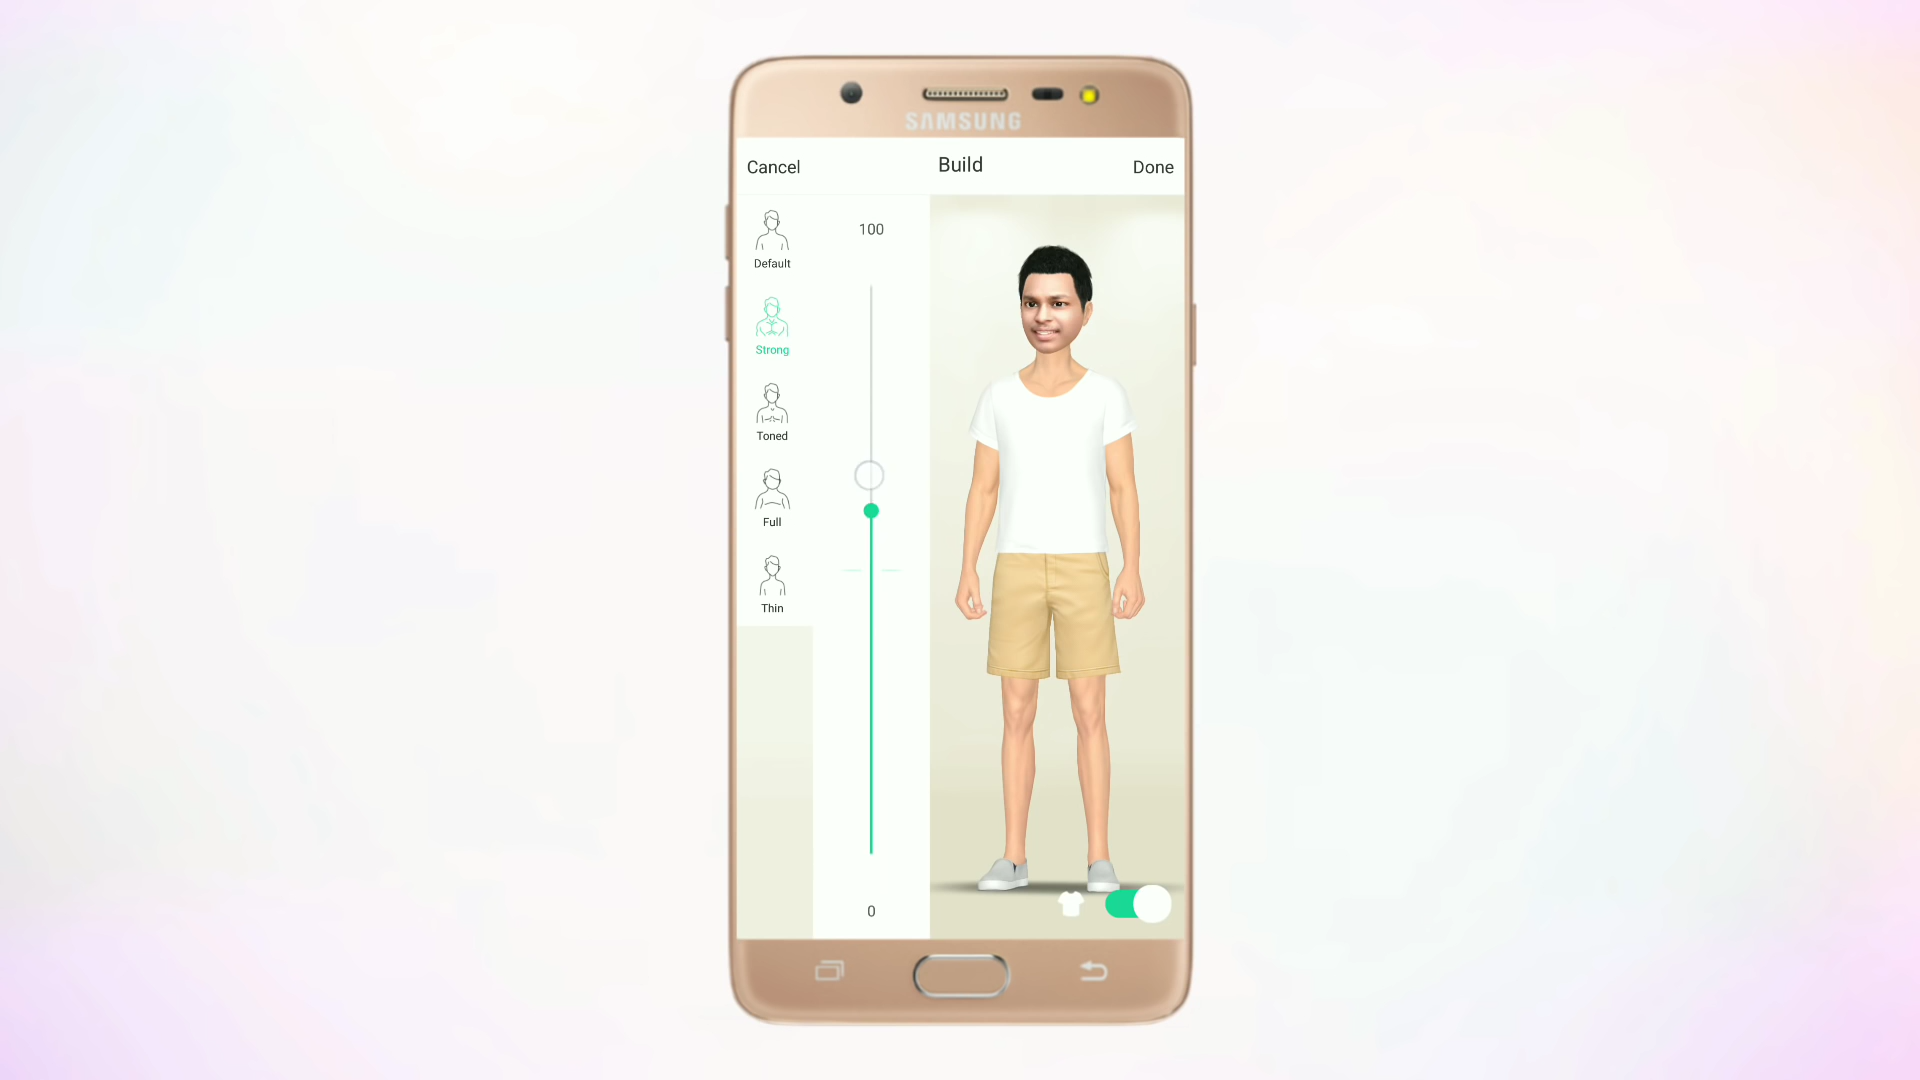 SAMSUNG
Cancel
Build
Done
100
Default
Strong
Toned
Full
Thin
0